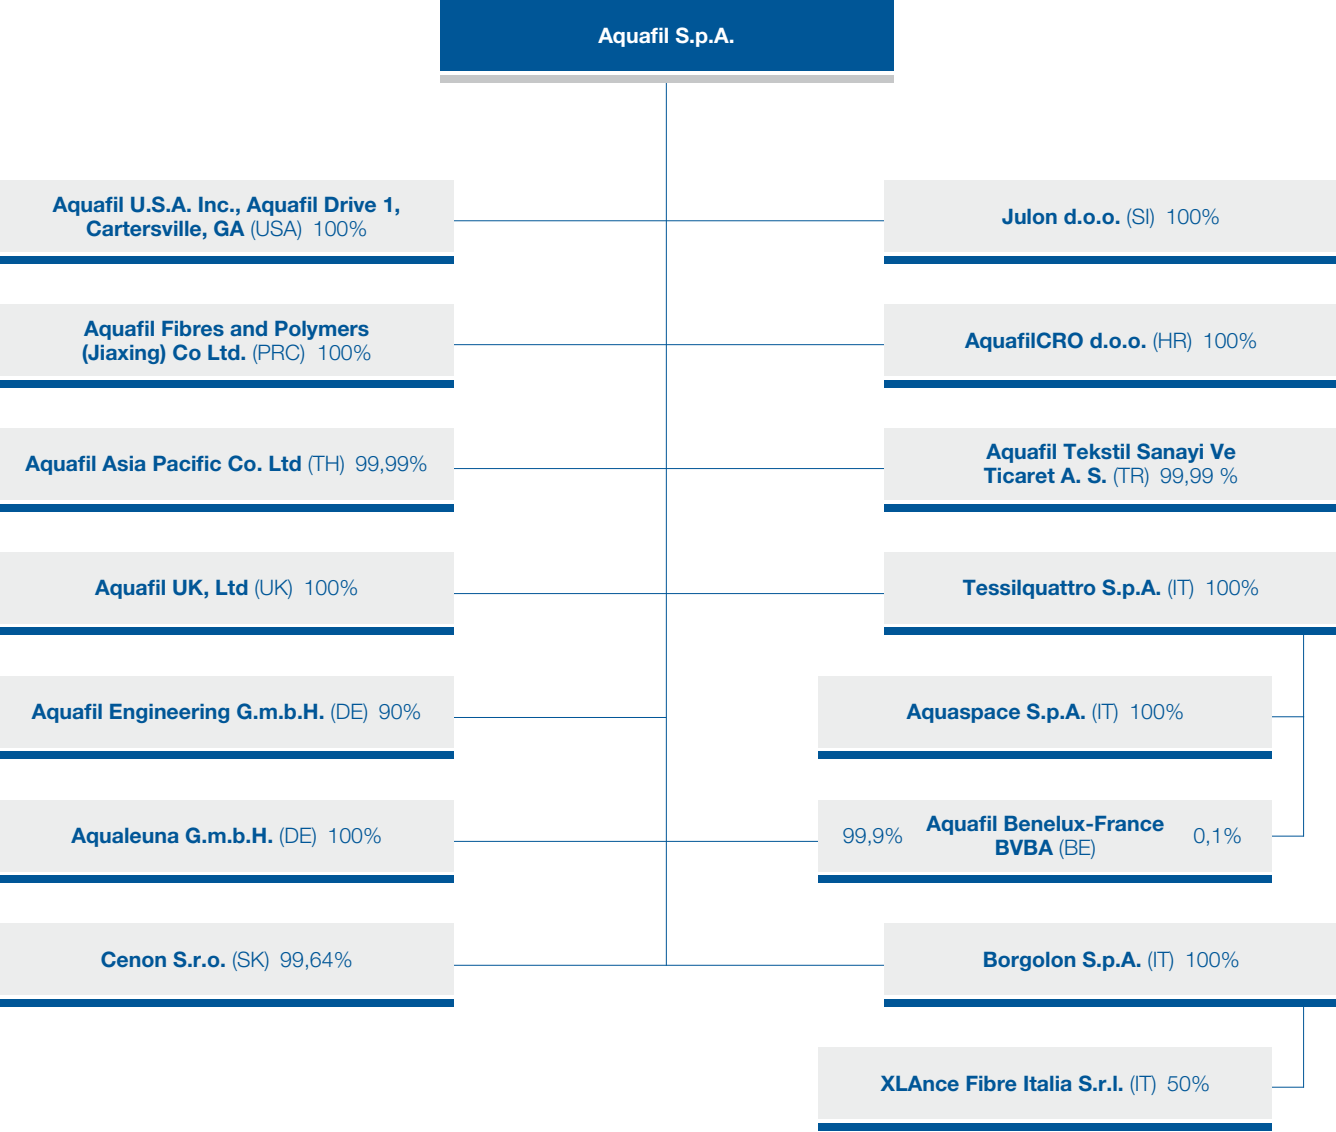 Aquafil S.p.A.
Aquafil U.S.A. Inc., Aquafil Drive 1,
Cartersville, GA (USA) 100%
Julon d.o.o. (SI) 100%
Aquafil Fibres and Polymers
(Jiaxing) Co Ltd. (PRC) 100%
AquafilCRO d.o.o. (HR) 100%
Aquafil Asia Pacific Co. Ltd (TH) 99,99%
Aquafil Tekstil Sanayi Ve
Ticaret A. S. (TR) 99,99 %
Aquafil UK, Ltd (UK) 100%
Tessilquattro S.p.A. (IT) 100%
Aquafil Engineering G.m.b.H. (DE) 90%
Aquaspace S.p.A. (IT) 100%
Aqualeuna G.m.b.H. (DE) 100%
99,9%
Aquafil Benelux-France
BVBA (BE)
0,1%
Cenon S.r.o. (SK) 99,64%
Borgolon S.p.A. (IT) 100%
XLAnce Fibre Italia S.r.l. (IT) 50%